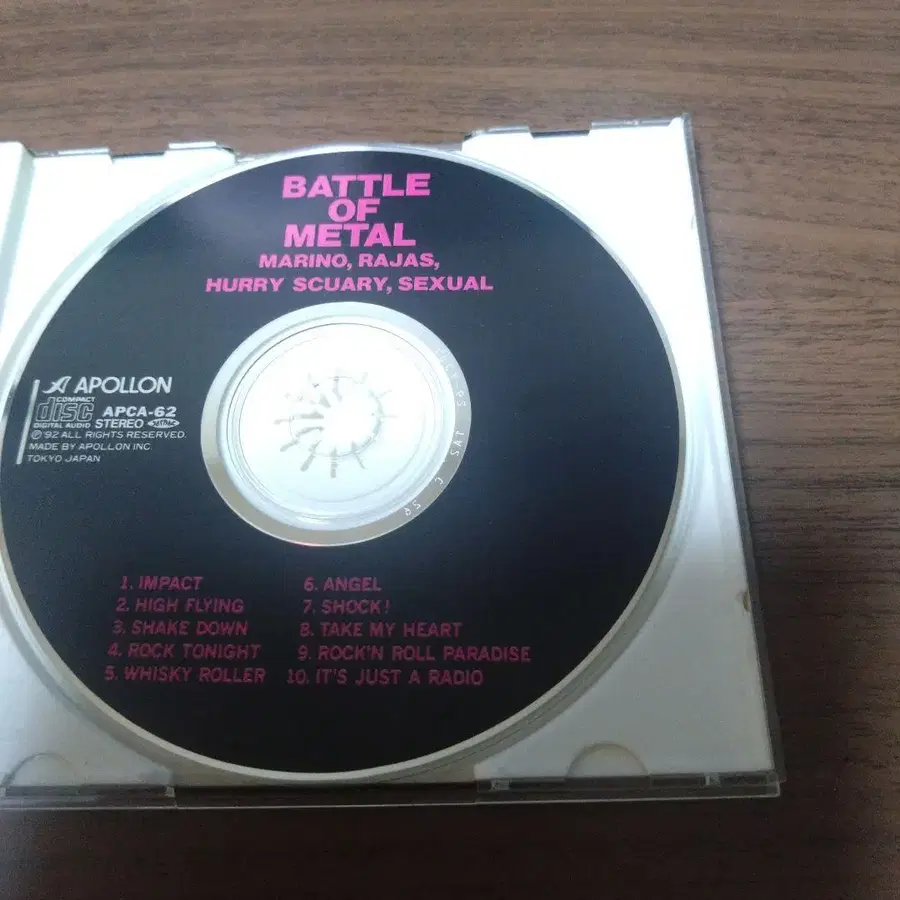 BATTLE
OF
METAL
MARINO, RAJAS,
HURRY SCUARY, SEXUAL
APOLLON
COMPACT
disc
DIGITAL AUDIO
APCA-62
STEREO
℗ '92 ALL RIGHTS RESERVED.
MADE BY APOLLON INC.
TOKYO JAPAN
1. IMPACT
2. HIGH FLYING
3. SHAKE DOWN
4. ROCK TONIGHT
5. WHISKY ROLLER
6. ANGEL
7. SHOCK!
8. TAKE MY HEART
9. ROCK'N ROLL PARADISE
10. IT'S JUST A RADIO